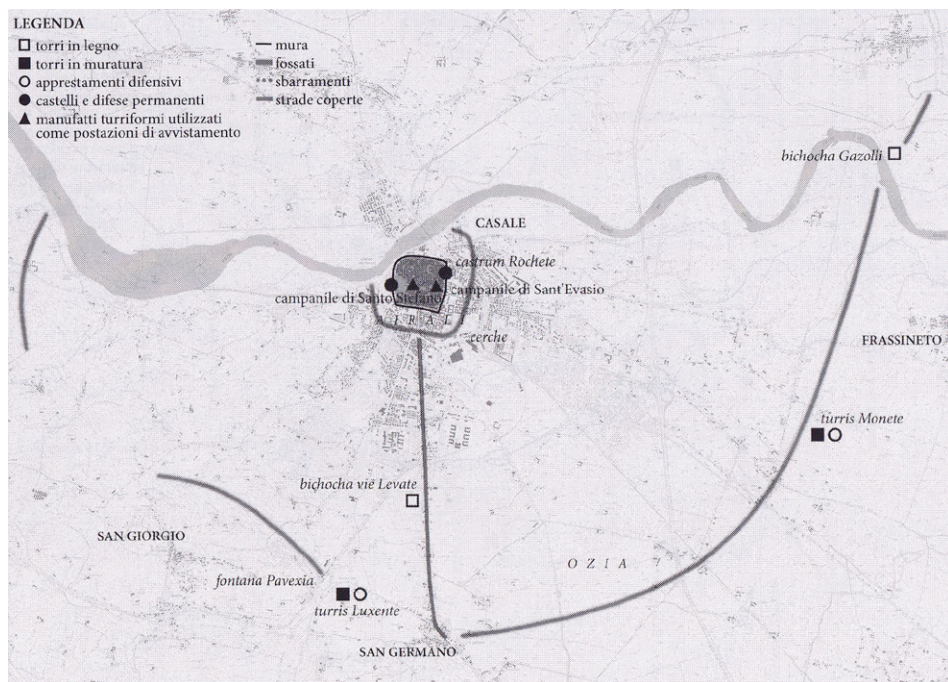 LEGENDA
torri in legno
torri in muratura
apprestamenti difensivi
castelli e difese permanenti
manufatti turriformi utilizzati
come postazioni di avvistamento
mura
fossati
sbarramenti
strade coperte
bichocha Gazolli
CASALE
castrum Rochete
campanile di Sant'Evasio
campanile di Santo Stefano
AIRALI
cerche
FRASSINETO
turris Monete
bichocha vie Levate
SAN GIORGIO
OZIA
fontana Pavexia
turris Luxente
SAN GERMANO